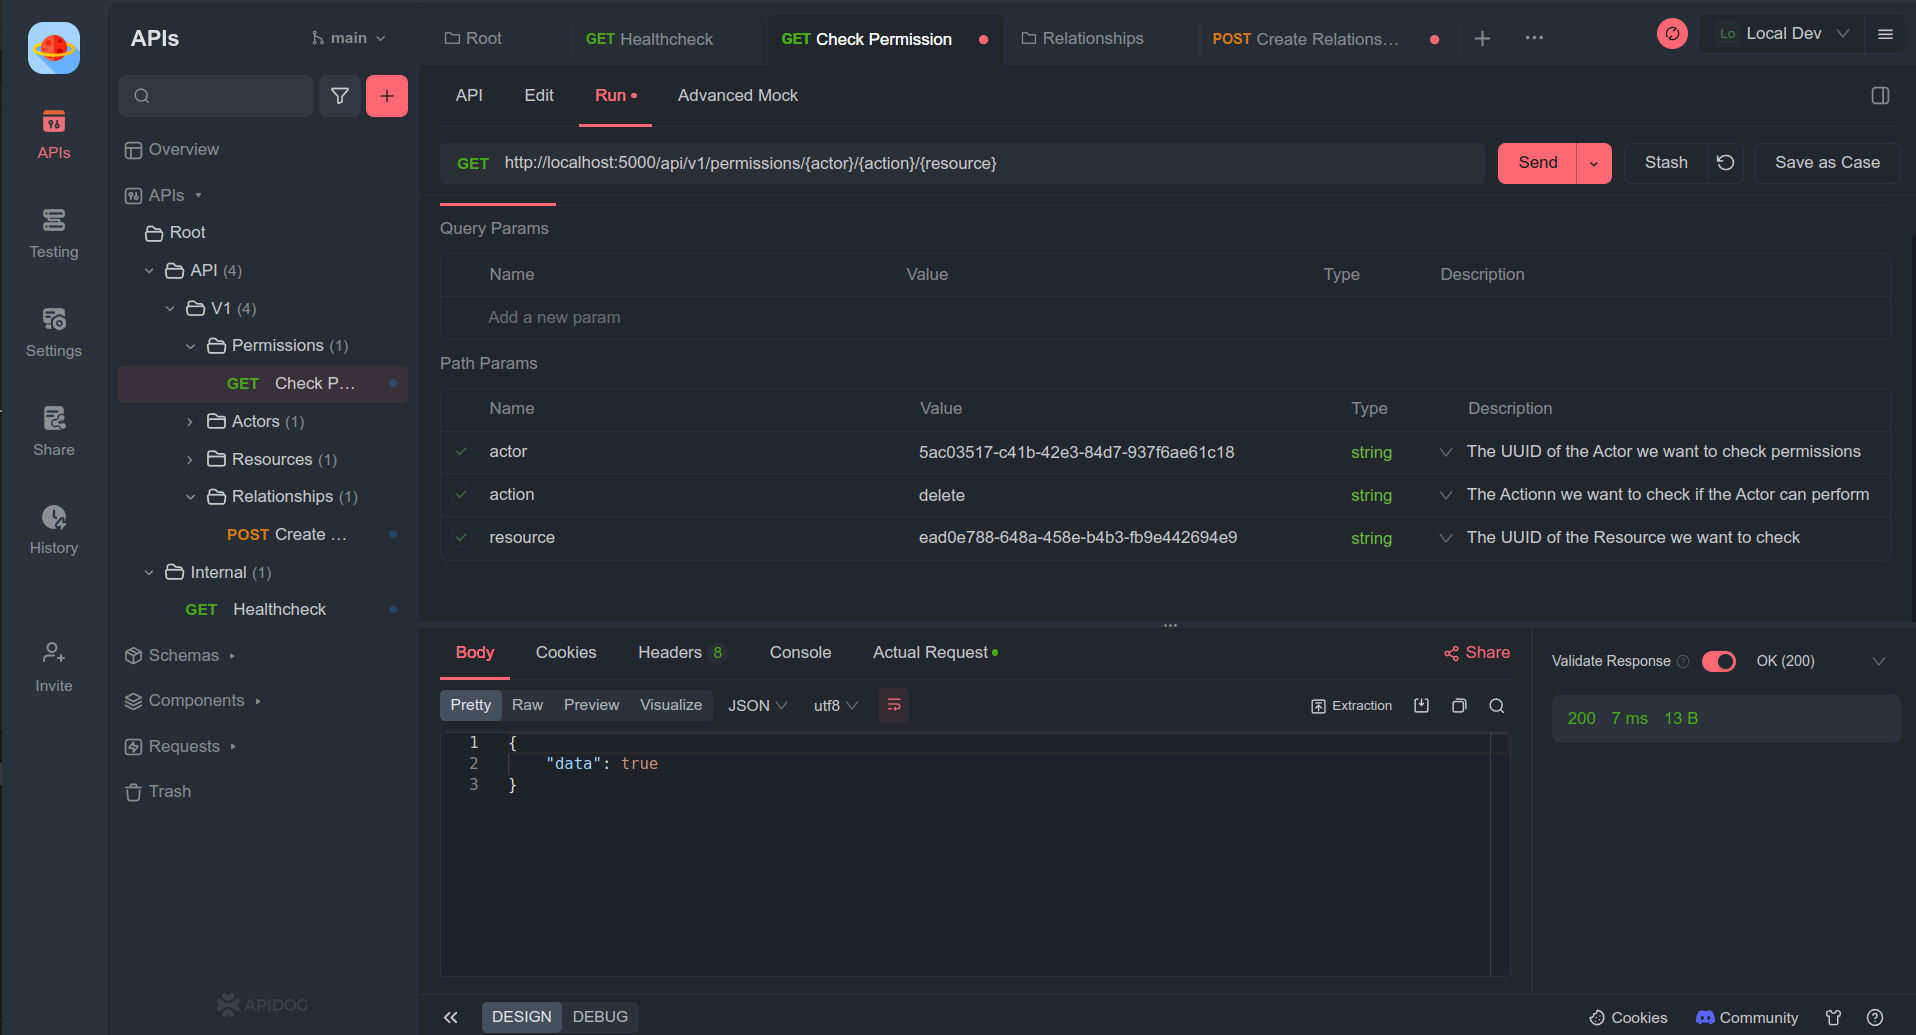 APIs
Testing
Settings
Share
History
Invite
APIs
main
Overview
APIs
Root
API (4)
V1 (4)
Permissions (1)
GET Check P...
Actors (1)
Resources (1)
Relationships (1)
POST Create ...
Internal (1)
GET Healthcheck
Schemas
Components
Requests
Trash
APIDOG
Root
GET Healthcheck
GET Check Permission
Relationships
POST Create Relations...
Lo Local Dev
API Edit Run Advanced Mock
GET http://localhost:5000/api/v1/permissions/{actor}/{action}/{resource}
Send
Stash
Save as Case
Query Params
Name Value Type Description
Add a new param
Path Params
Name Value Type Description
actor 5ac03517-c41b-42e3-84d7-937f6ae61c18 string The UUID of the Actor we want to check permissions
action delete string The Actionn we want to check if the Actor can perform
resource ead0e788-648a-458e-b4b3-fb9e442694e9 string The UUID of the Resource we want to check
Body Cookies Headers 8 Console Actual Request
Share
Pretty Raw Preview Visualize JSON utf8
Extraction
1 {
2 "data": true
3 }
Validate Response ? OK (200)
200 7 ms 13 B
DESIGN DEBUG
Cookies Community